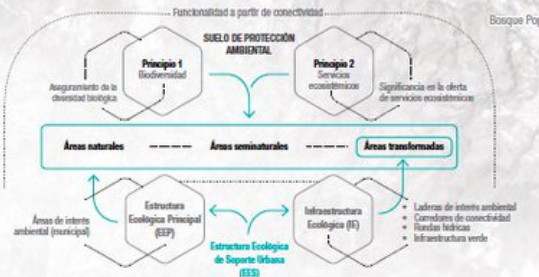 Funcionalidad a partir de conectividad
Bosque Pop
SUELO DE PROTECCIÓN
AMBIENTAL
Principio 1
Biodiversidad
Principio 2
Servicios
ecosistémicos
Aseguramiento de la
diversidad biológica
Significancia en la oferta
de servicios ecosistémicos
Áreas naturales
Áreas seminaturales
Áreas transformadas
Áreas de interés
ambiental (municipal)
Estructura
Ecológica Principal
(EEP)
Infraestructura
Ecológica (IE)
• Laderas de interés ambiental
• Corredores de conectividad
• Rondas hídricas
• Infraestructura verde
Estructura Ecológica
de Soporte Urbana
(EES)